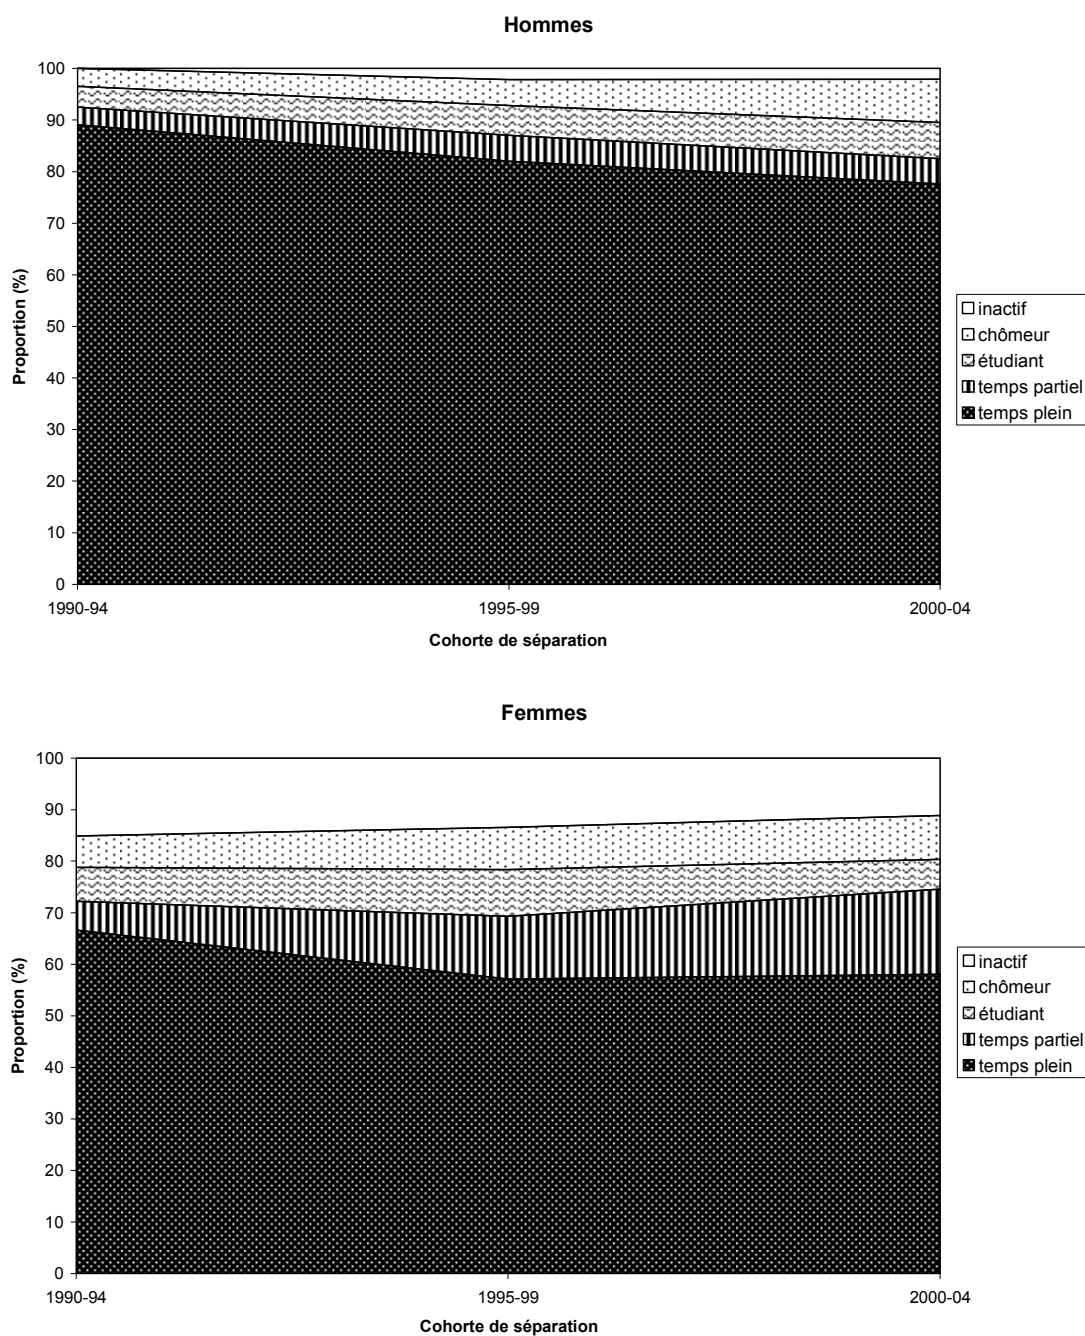 Hommes
100
90
80
70
60
50
40
30
20
10
0
Proportion (%)
1990-94 1995-99 2000-04
Cohorte de séparation
inactif
chômeur
étudiant
temps partiel
temps plein
Femmes
100
90
80
70
60
50
40
30
20
10
0
Proportion (%)
1990-94 1995-99 2000-04
Cohorte de séparation
inactif
chômeur
étudiant
temps partiel
temps plein